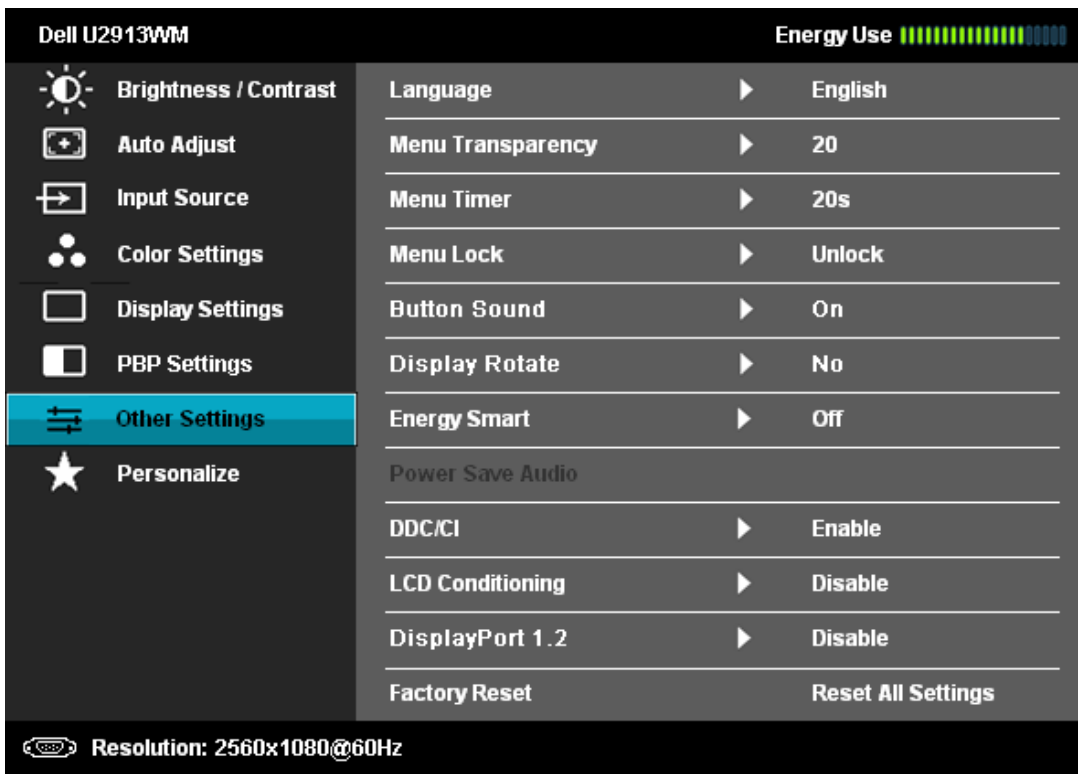 Dell U2913WM Energy Use
Brightness / Contrast Language English
Auto Adjust Menu Transparency 20
Input Source Menu Timer 20s
Color Settings Menu Lock Unlock
Display Settings Button Sound On
PBP Settings Display Rotate No
Other Settings Energy Smart Off
Personalize Power Save Audio
DDC/CI Enable
LCD Conditioning Disable
DisplayPort 1.2 Disable
Factory Reset Reset All Settings
Resolution: 2560x1080@60Hz